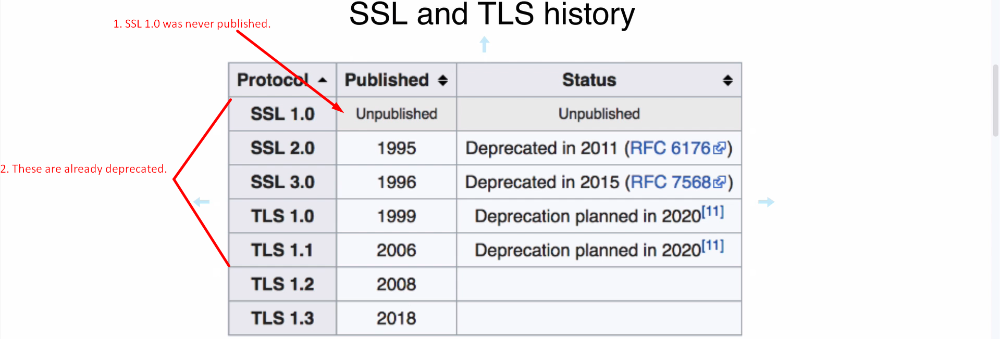 SSL and TLS history
1. SSL 1.0 was never published.
Protocol Published Status
SSL 1.0 Unpublished Unpublished
SSL 2.0 1995 Deprecated in 2011 (RFC 6176)
2. These are already deprecated.
SSL 3.0 1996 Deprecated in 2015 (RFC 7568)
TLS 1.0 1999 Deprecation planned in 2020[11]
TLS 1.1 2006 Deprecation planned in 2020[11]
TLS 1.2 2008
TLS 1.3 2018